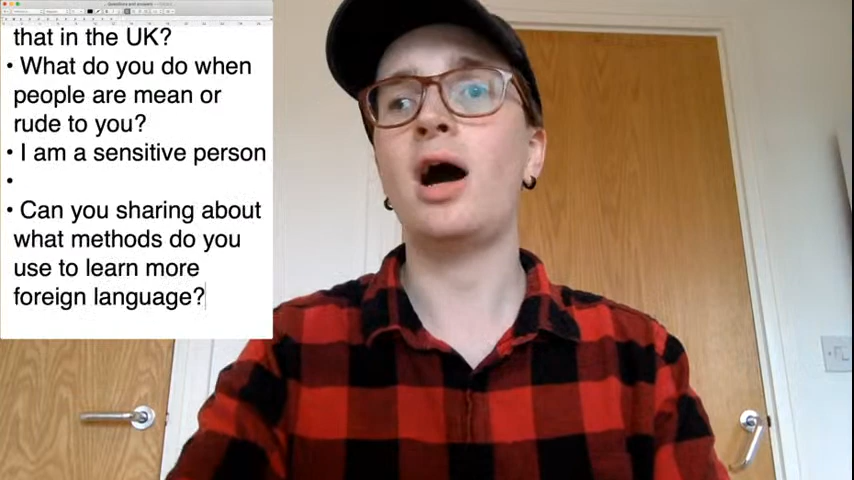 that in the UK?
• What do you do when
people are mean or
rude to you?
• I am a sensitive person
•
• Can you sharing about
what methods do you
use to learn more
foreign language?